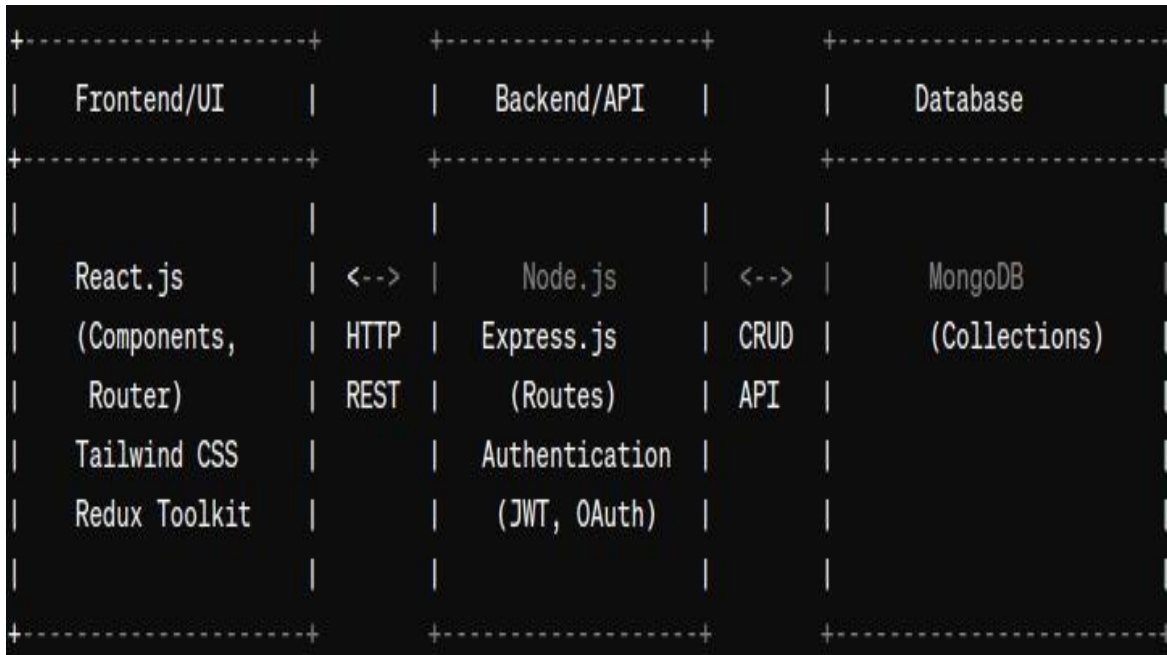 Frontend/UI Backend/API Database
React.js <--> Node.js <--> MongoDB
(Components, HTTP Express.js CRUD (Collections)
Router) REST (Routes) API
Tailwind CSS Authentication
Redux Toolkit (JWT, OAuth)